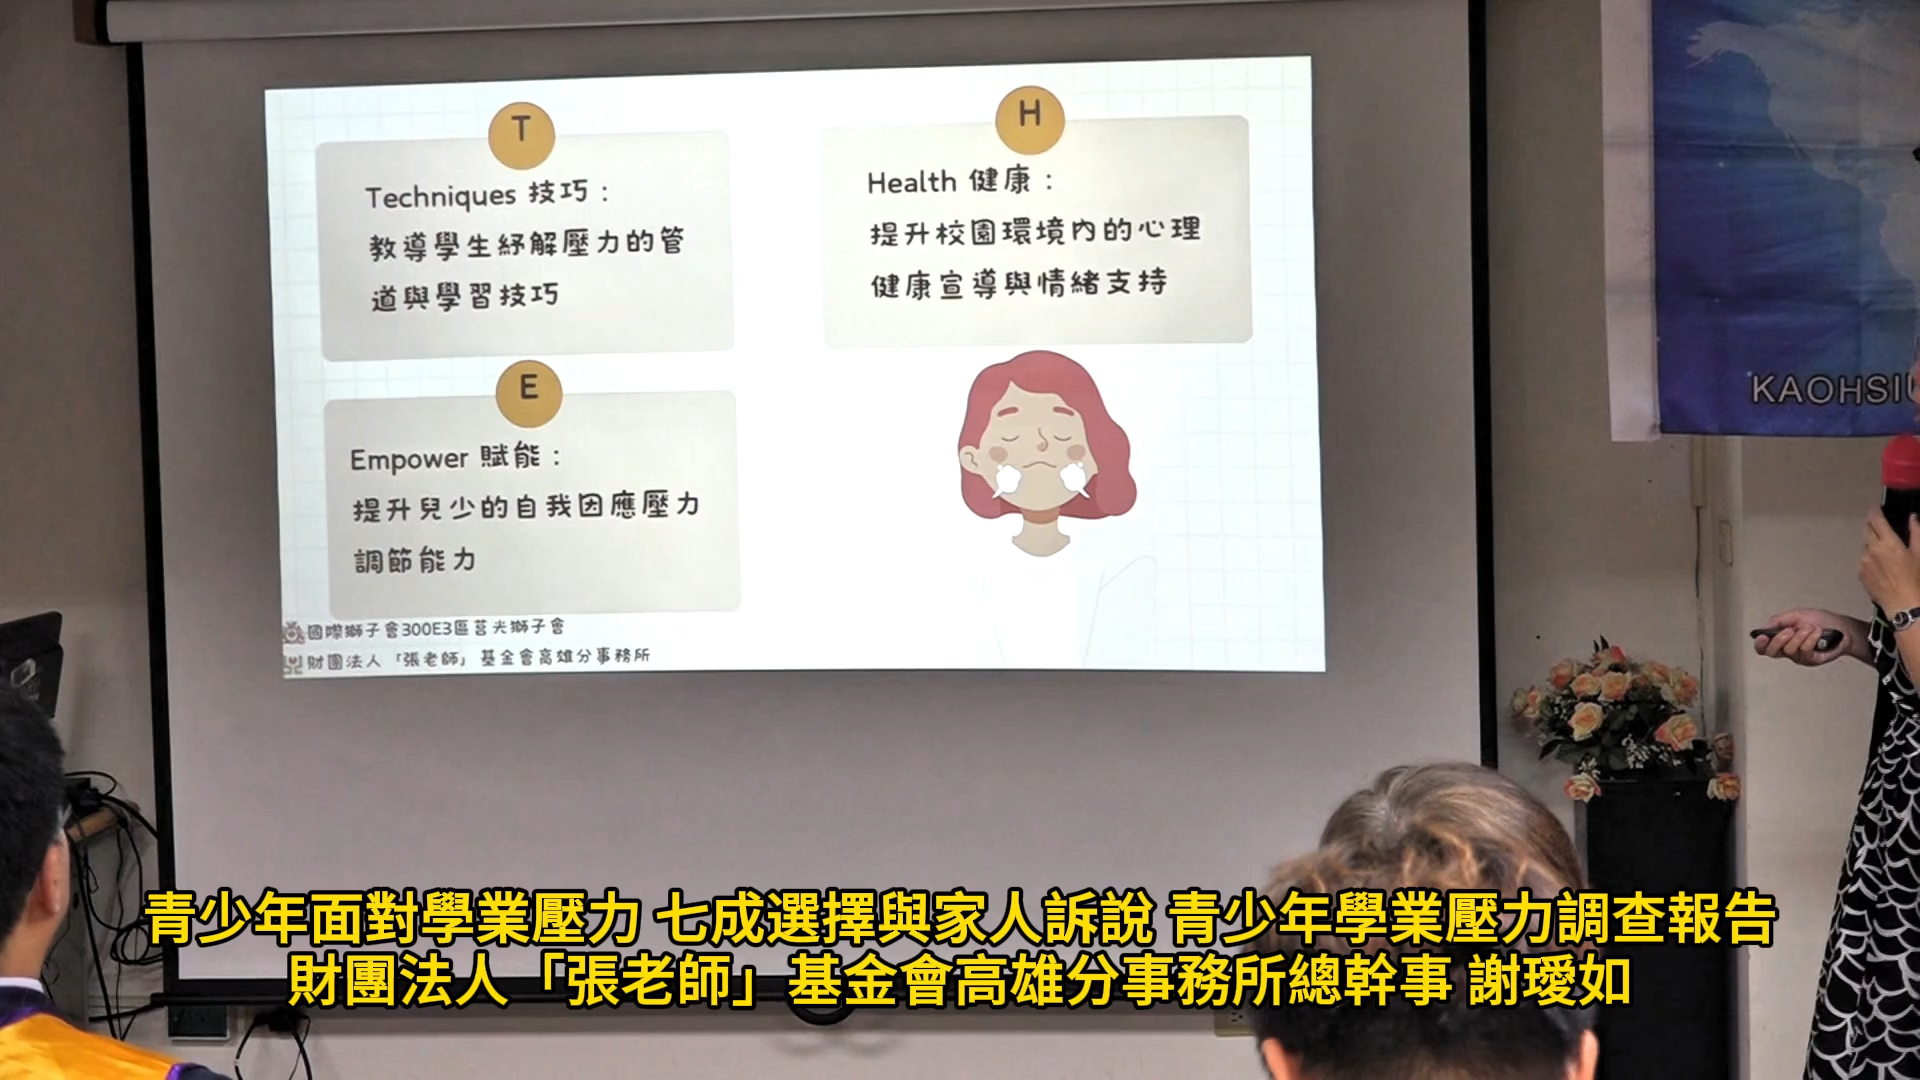 T
Techniques 技巧：
教導學生紓解壓力的管
道與學習技巧
H
Health 健康：
提升校園環境內的心理
健康宣導與情緒支持
E
Empower 賦能：
提升兒少的自我因應壓力
調節能力
國際獅子會300E3區莒光獅子會
財團法人「張老師」基金會高雄分事務所
KAOHSIU
青少年面對學業壓力 七成選擇與家人訴說 青少年學業壓力調查報告
財團法人「張老師」基金會高雄分事務所總幹事 謝璦如